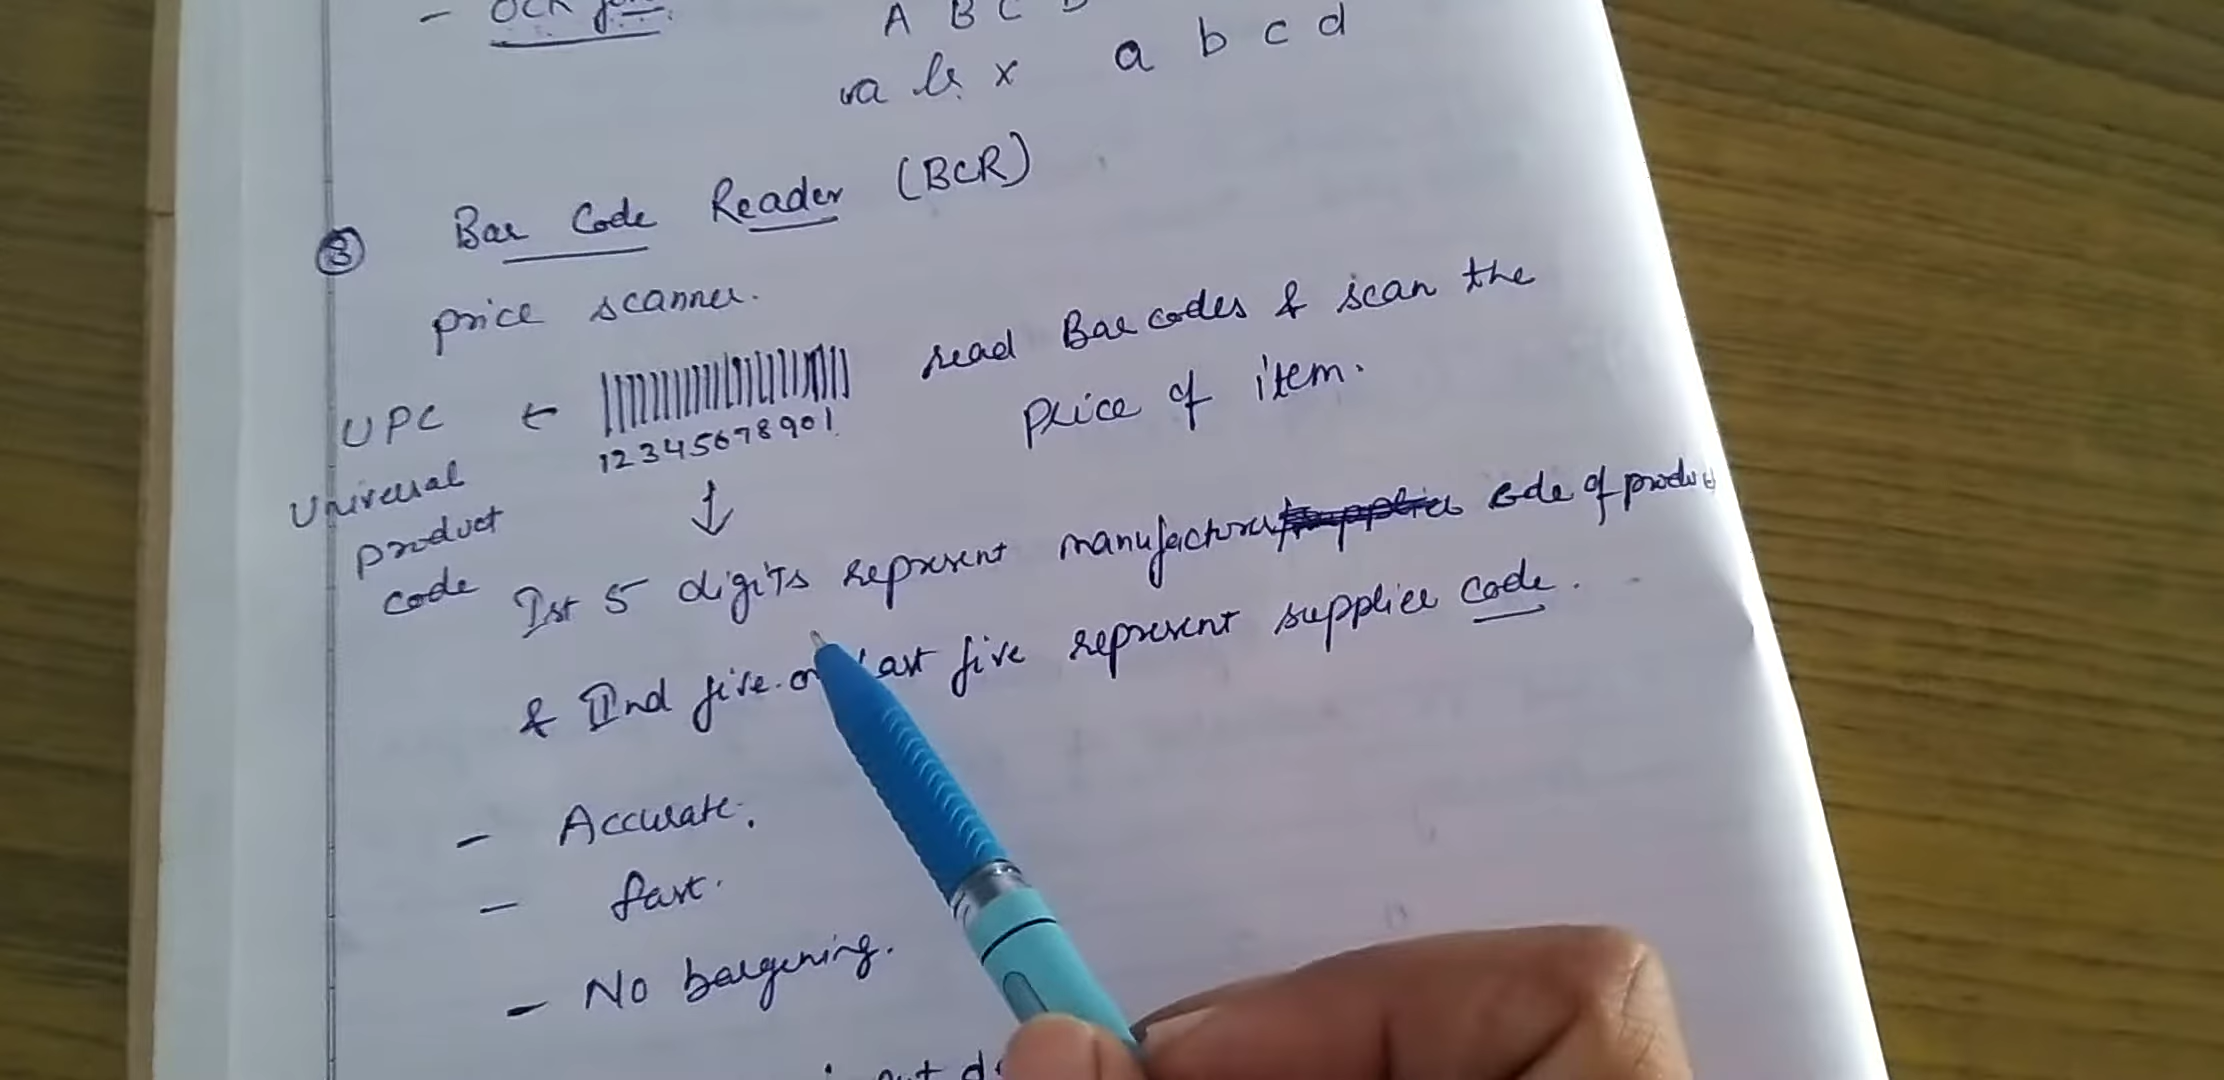 - OCR
A B C D
a b x a b c d
③ Bar Code Reader (BCR)
price scanner.
read Bar codes & scan the
price of item.
UPC ←
12345678901
Universal
product
code
↓
Ist 5 digits represent manufacturer code of product
& IInd five or last five represent supplier code.
- Accurate.
- fast.
- No bargening.